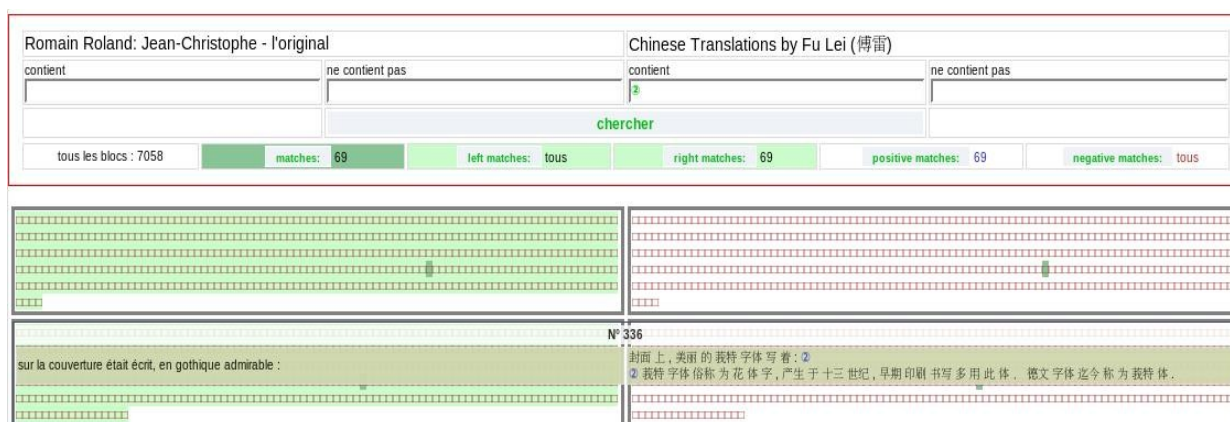 Romain Roland: Jean-Christophe - l'original
Chinese Translations by Fu Lei (傅雷)
contient
ne contient pas
contient
ne contient pas
②
chercher
tous les blocs : 7058
matches: 69
left matches: tous
right matches: 69
positive matches: 69
negative matches: tous
N° 336
sur la couverture était écrit, en gothique admirable :
封面上,美丽的莪特字体写着:②
②莪特字体俗称为花体字,产生于十三世纪,早期印刷书写多用此体. 德文字体迄今称为莪特体.